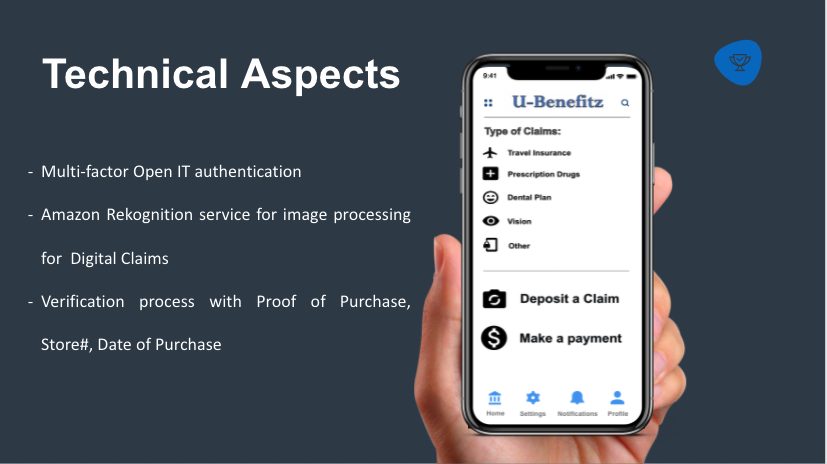 Technical Aspects
- Multi-factor Open IT authentication
- Amazon Rekognition service for image processing
for Digital Claims
- Verification process with Proof of Purchase,
Store#, Date of Purchase
9:41
U-Benefitz
Type of Claims:
Travel Insurance
Prescription Drugs
Dental Plan
Vision
Other
Deposit a Claim
Make a payment
Home Settings Notifications Profile